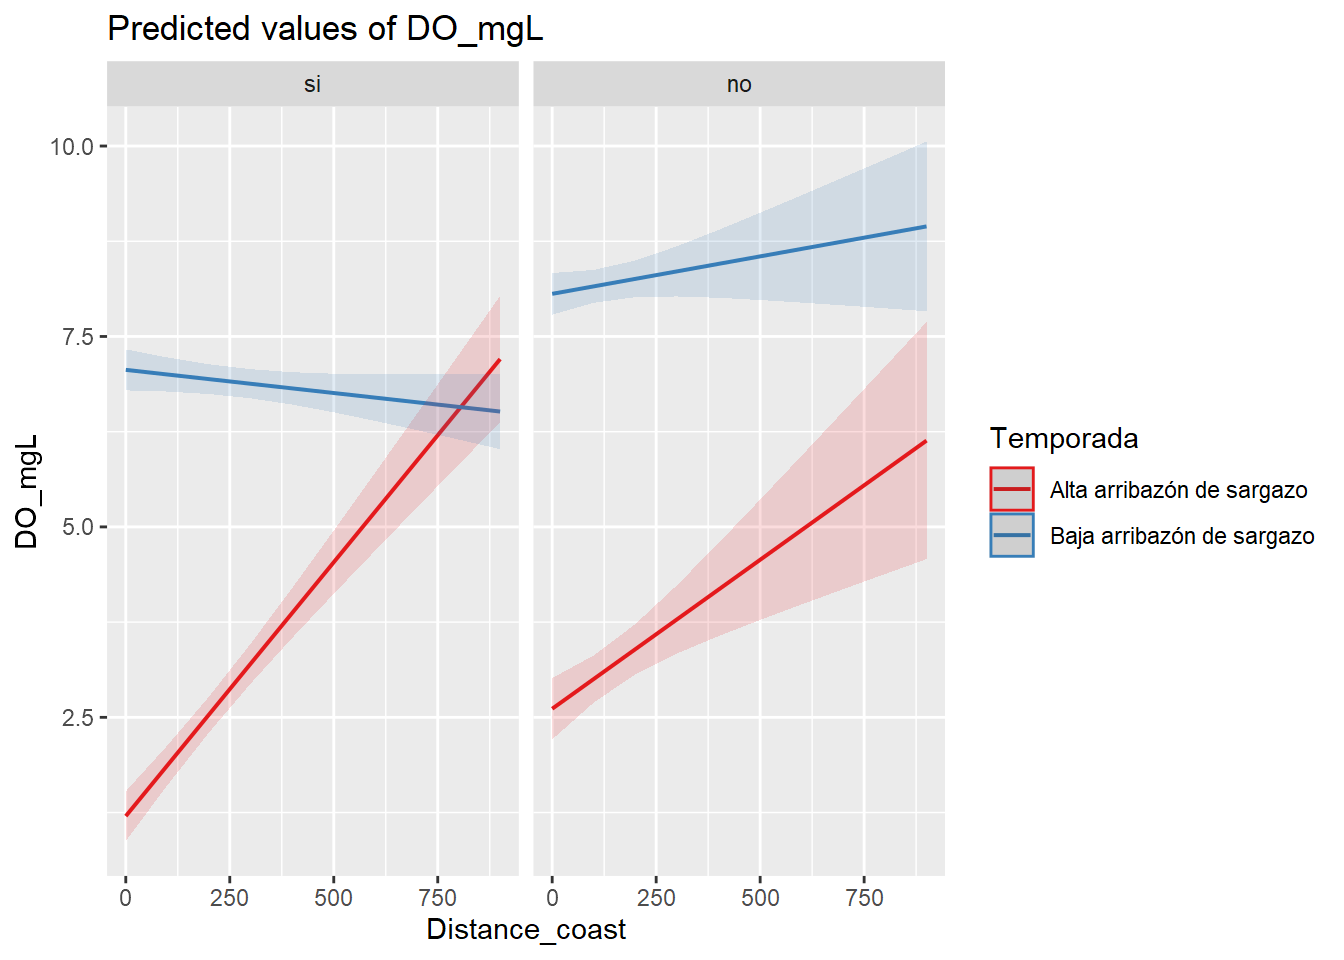 Predicted values of DO_mgL
si
no
10.0
7.5
5.0
2.5
DO_mgL
0
250
500
750
0
250
500
750
Distance_coast
Temporada
Alta arribazón de sargazo
Baja arribazón de sargazo